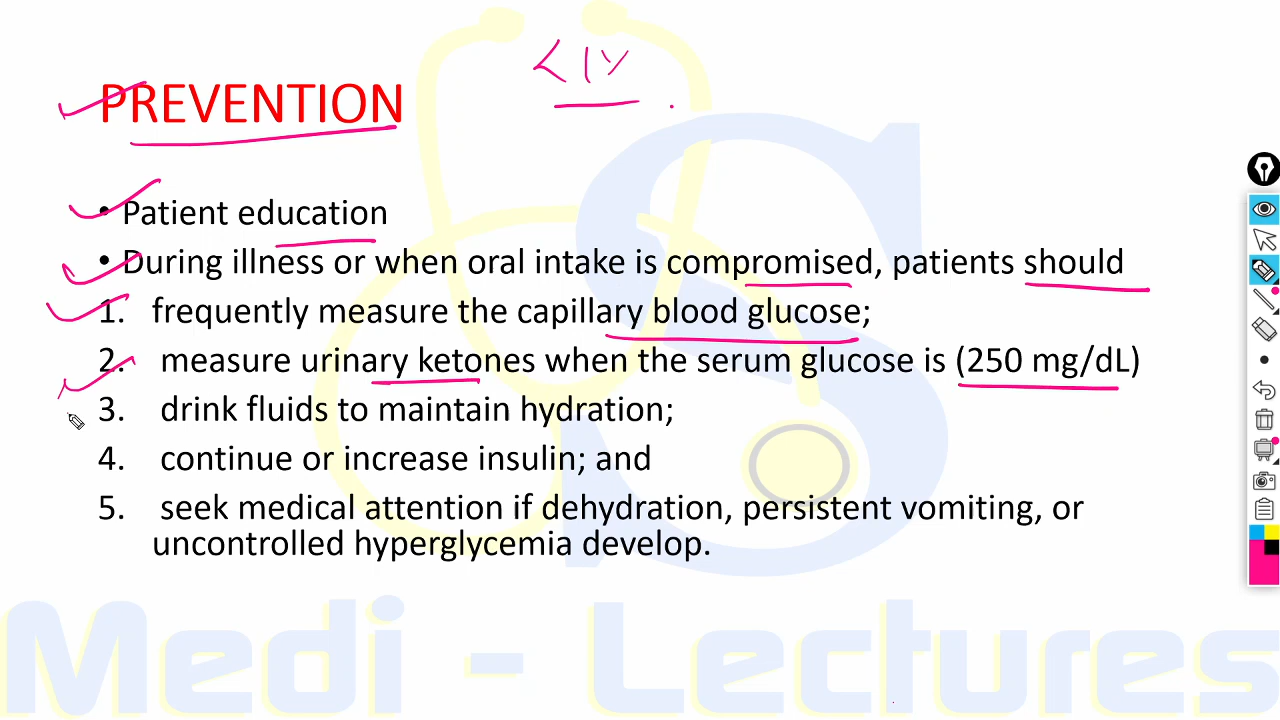 PREVENTION
• Patient education
• During illness or when oral intake is compromised, patients should
1. frequently measure the capillary blood glucose;
2. measure urinary ketones when the serum glucose is (250 mg/dL)
3. drink fluids to maintain hydration;
4. continue or increase insulin; and
5. seek medical attention if dehydration, persistent vomiting, or
uncontrolled hyperglycemia develop.
Medi - Lectures